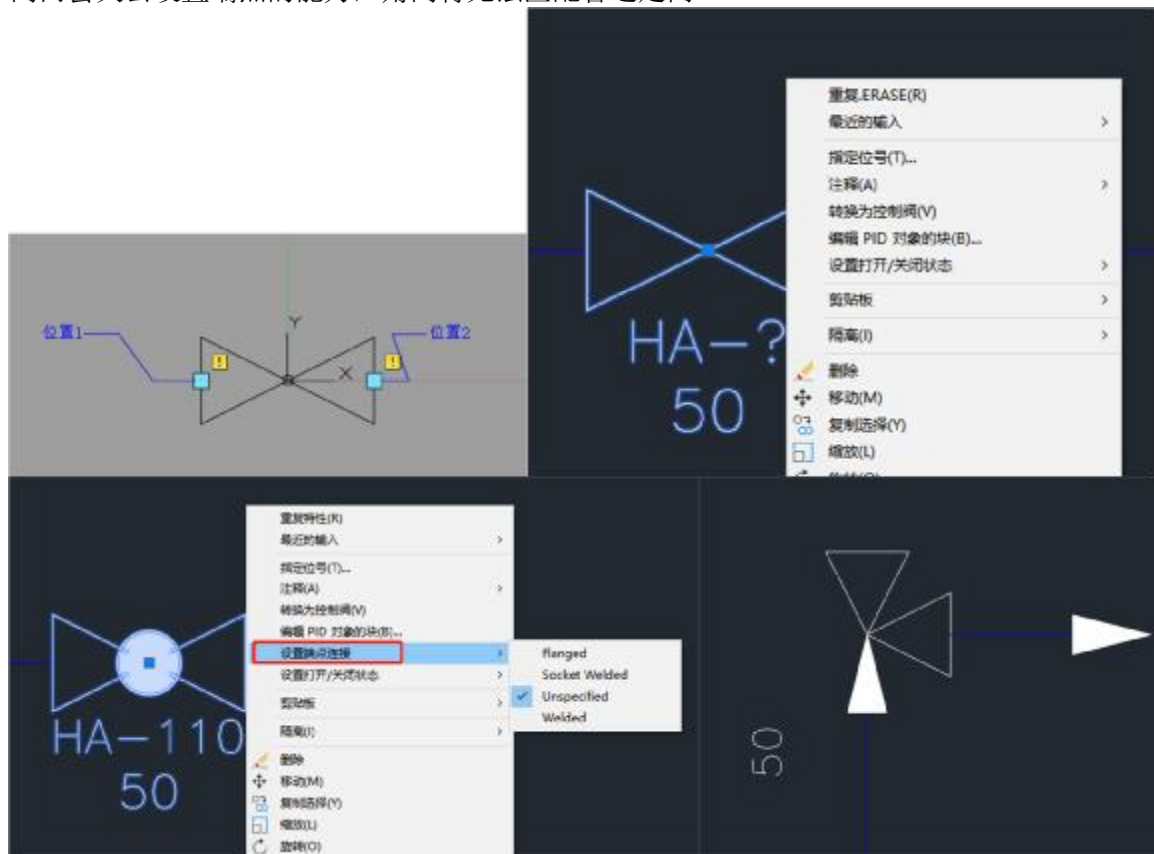 重复.ERASE(R)
最近的输入
指定位号(T)...
注释(A)
转换为控制阀(V)
编辑 PID 对象的块(B)...
设置打开/关闭状态
剪贴板
隔离(I)
删除
移动(M)
复制选择(Y)
缩放(L)
位置1
位置2
Y
X
HA-?
50
重复特性(R)
最近的输入
指定位号(T)...
注释(A)
转换为控制阀(V)
编辑 PID 对象的块(B)...
设置端点连接
设置打开/关闭状态
剪贴板
隔离(I)
删除
移动(M)
复制选择(Y)
缩放(L)
旋转(O)
flanged
Socket Welded
Unspecified
Welded
HA-110
50
50